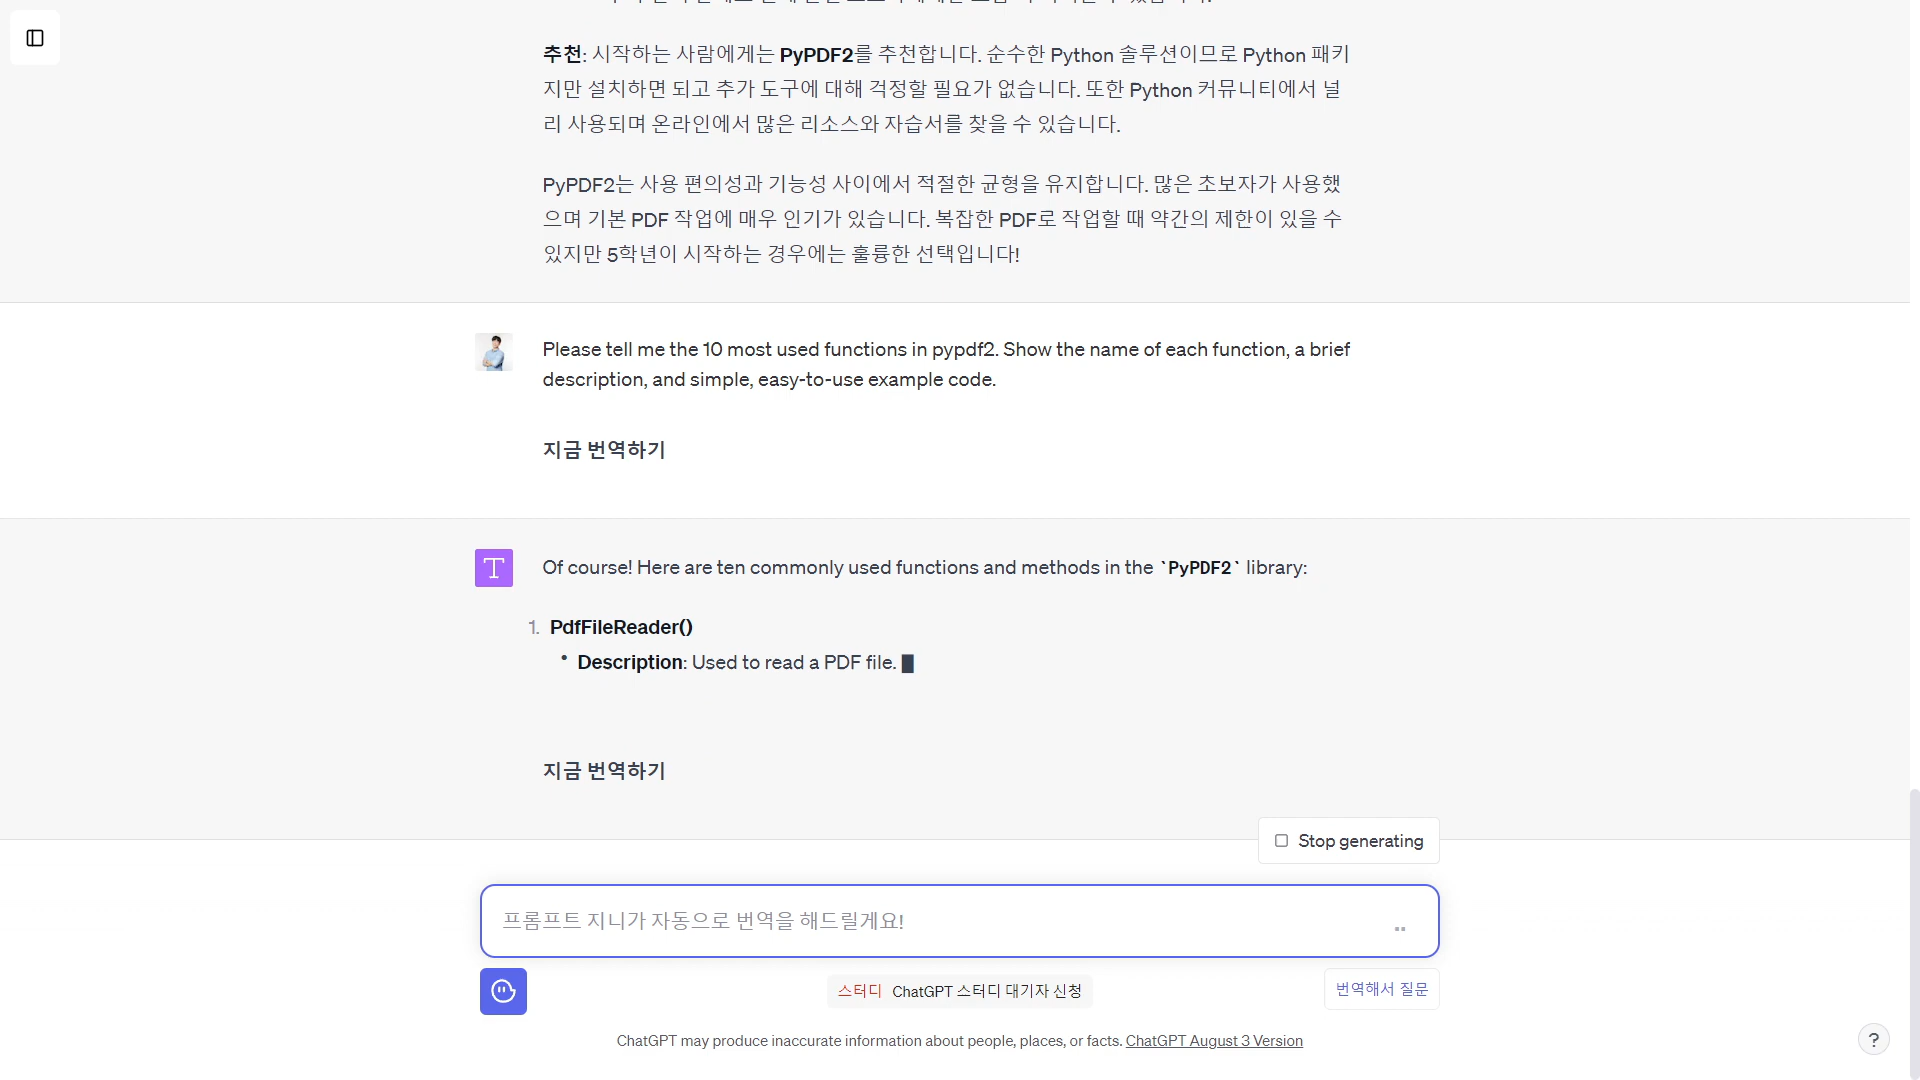 추천: 시작하는 사람에게는 PyPDF2를 추천합니다. 순수한 Python 솔루션이므로 Python 패키
지만 설치하면 되고 추가 도구에 대해 걱정할 필요가 없습니다. 또한 Python 커뮤니티에서 널
리 사용되며 온라인에서 많은 리소스와 자습서를 찾을 수 있습니다.
PyPDF2는 사용 편의성과 기능성 사이에서 적절한 균형을 유지합니다. 많은 초보자가 사용했
으며 기본 PDF 작업에 매우 인기가 있습니다. 복잡한 PDF로 작업할 때 약간의 제한이 있을 수
있지만 5학년이 시작하는 경우에는 훌륭한 선택입니다!
Please tell me the 10 most used functions in pypdf2. Show the name of each function, a brief
description, and simple, easy-to-use example code.
지금 번역하기
T
Of course! Here are ten commonly used functions and methods in the `PyPDF2` library:
1. PdfFileReader()
• Description: Used to read a PDF file.
지금 번역하기
Stop generating
프롬프트 지니가 자동으로 번역을 해드릴게요!
스터디 ChatGPT 스터디 대기자 신청
번역해서 질문
ChatGPT may produce inaccurate information about people, places, or facts. ChatGPT August 3 Version
?